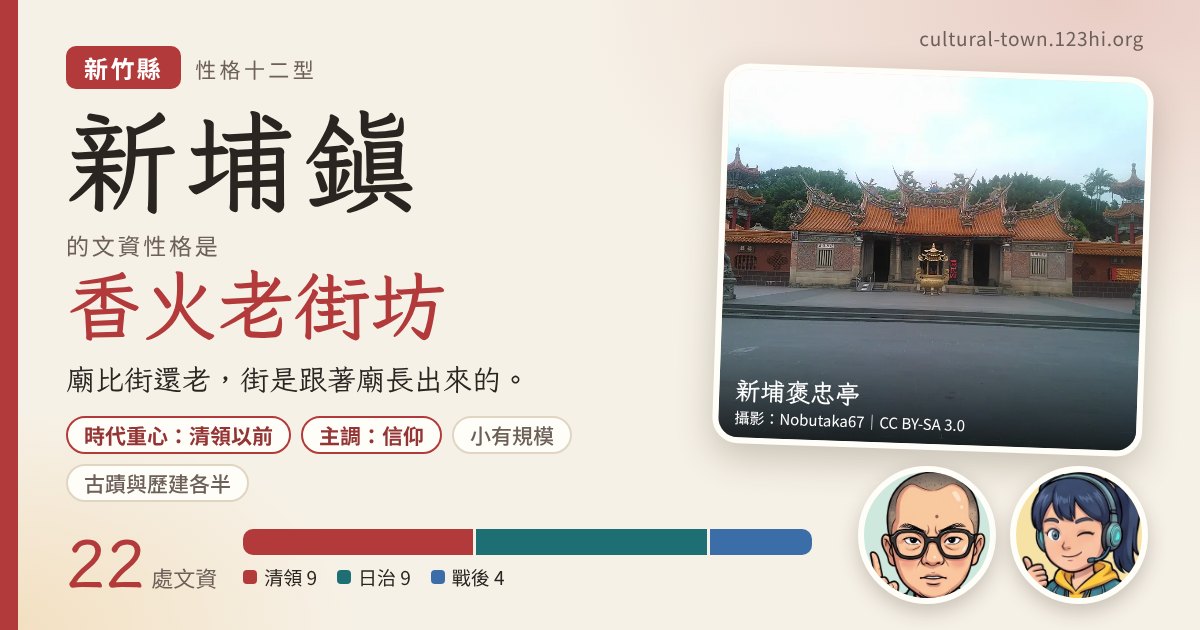 cultural-town.123hi.org
新竹縣 性格十二型
新埔鎮
的文資性格是
香火老街坊
廟比街還老，街是跟著廟長出來的。
時代重心：清領以前 主調：信仰 小有規模
古蹟與歷建各半
新埔褒忠亭
攝影：Nobutaka67｜CC BY-SA 3.0
22 處文資
清領 9 日治 9 戰後 4